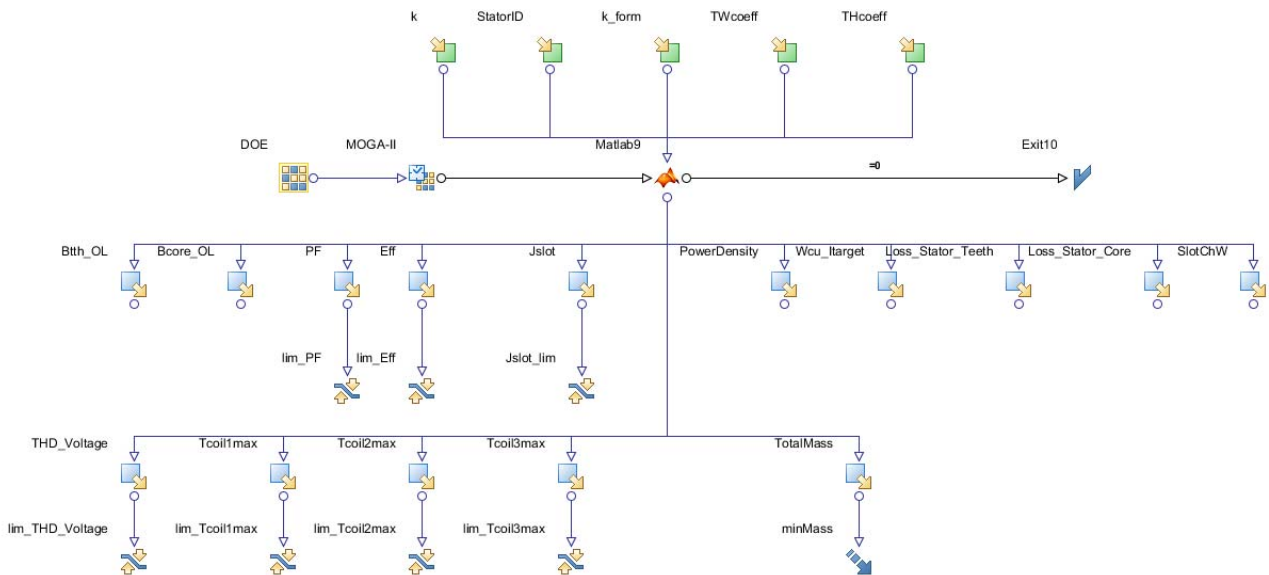 k StatorID k_form TWcoeff THcoeff
DOE MOGA-II Matlab9 Exit10
=0
Btth_OL Bcore_OL PF Eff Jslot PowerDensity Wcu_Itarget Loss_Stator_Teeth Loss_Stator_Core SlotChW
lim_PF lim_Eff Jslot_lim
THD_Voltage Tcoil1max Tcoil2max Tcoil3max TotalMass
lim_THD_Voltage lim_Tcoil1max lim_Tcoil2max lim_Tcoil3max minMass